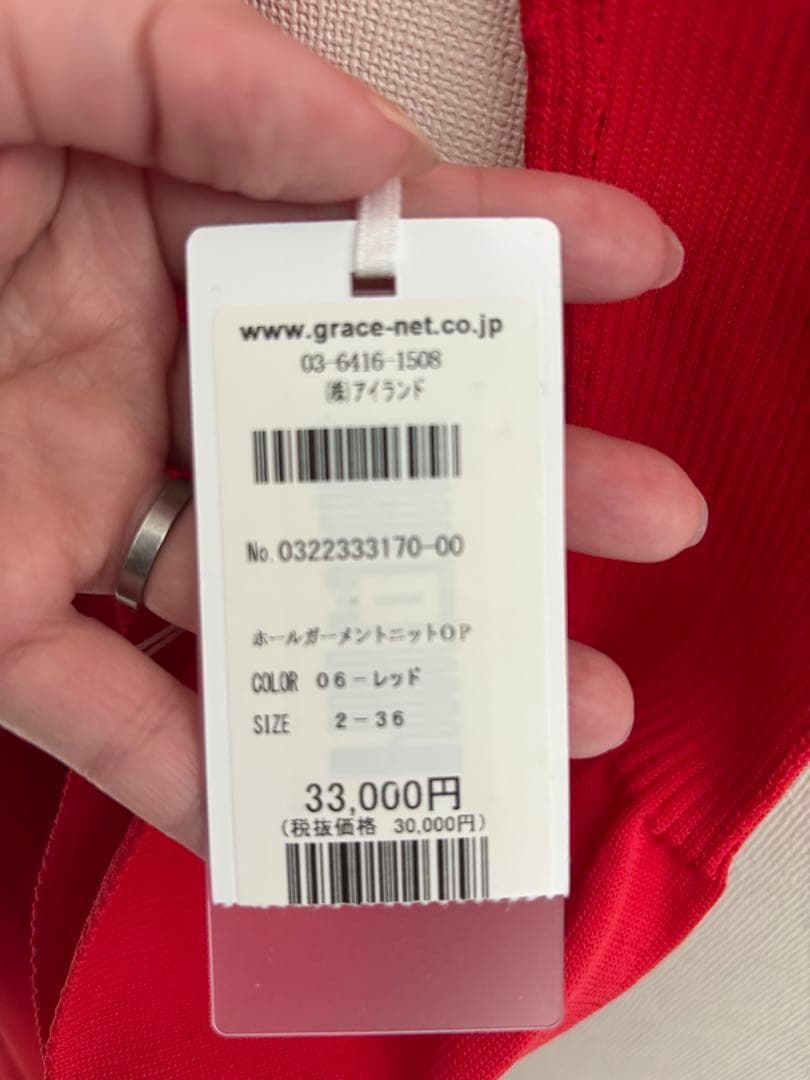 www.grace-net.co.jp
03-6416-1508
㈱アイランド
No.0322333170-00
ホールガーメントニットOP
COLOR 06-レッド
SIZE 2-36
33,000円
(税抜価格 30,000円)